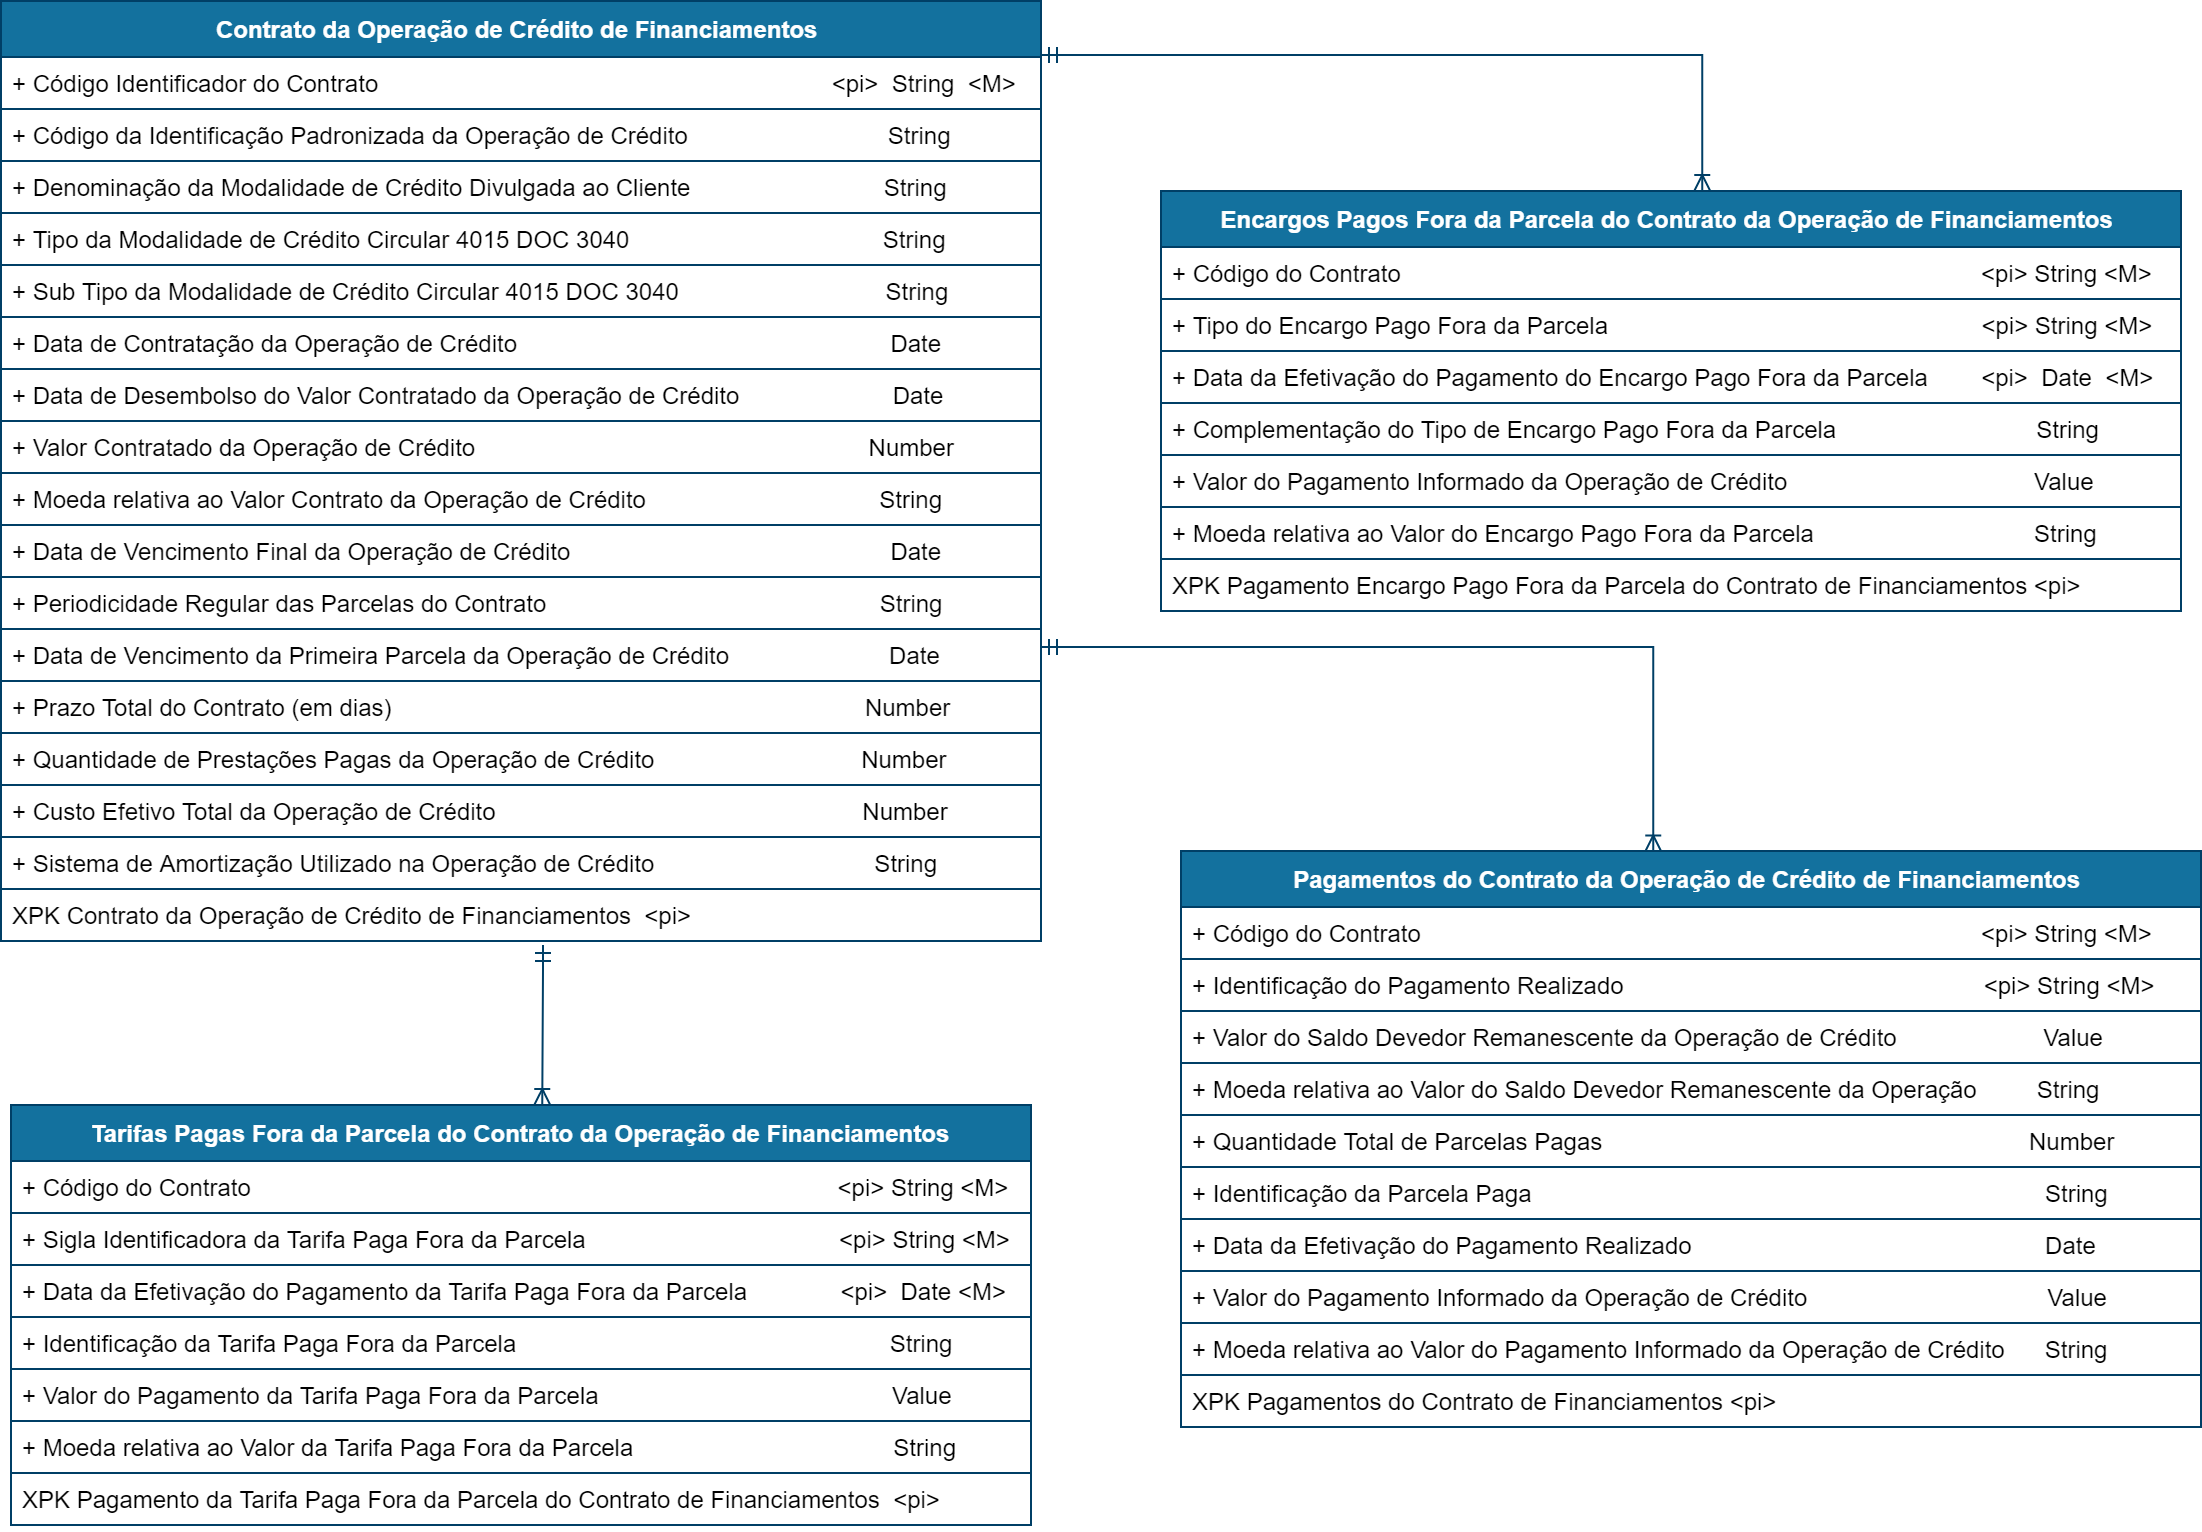 Contrato da Operação de Crédito de Financiamentos
+ Código Identificador do Contrato <pi> String <M>
+ Código da Identificação Padronizada da Operação de Crédito String
+ Denominação da Modalidade de Crédito Divulgada ao Cliente String
+ Tipo da Modalidade de Crédito Circular 4015 DOC 3040 String
+ Sub Tipo da Modalidade de Crédito Circular 4015 DOC 3040 String
+ Data de Contratação da Operação de Crédito Date
+ Data de Desembolso do Valor Contratado da Operação de Crédito Date
+ Valor Contratado da Operação de Crédito Number
+ Moeda relativa ao Valor Contrato da Operação de Crédito String
+ Data de Vencimento Final da Operação de Crédito Date
+ Periodicidade Regular das Parcelas do Contrato String
+ Data de Vencimento da Primeira Parcela da Operação de Crédito Date
+ Prazo Total do Contrato (em dias) Number
+ Quantidade de Prestações Pagas da Operação de Crédito Number
+ Custo Efetivo Total da Operação de Crédito Number
+ Sistema de Amortização Utilizado na Operação de Crédito String
XPK Contrato da Operação de Crédito de Financiamentos <pi>
Encargos Pagos Fora da Parcela do Contrato da Operação de Financiamentos
+ Código do Contrato <pi> String <M>
+ Tipo do Encargo Pago Fora da Parcela <pi> String <M>
+ Data da Efetivação do Pagamento do Encargo Pago Fora da Parcela <pi> Date <M>
+ Complementação do Tipo de Encargo Pago Fora da Parcela String
+ Valor do Pagamento Informado da Operação de Crédito Value
+ Moeda relativa ao Valor do Encargo Pago Fora da Parcela String
XPK Pagamento Encargo Pago Fora da Parcela do Contrato de Financiamentos <pi>
Pagamentos do Contrato da Operação de Crédito de Financiamentos
+ Código do Contrato <pi> String <M>
+ Identificação do Pagamento Realizado <pi> String <M>
+ Valor do Saldo Devedor Remanescente da Operação de Crédito Value
+ Moeda relativa ao Valor do Saldo Devedor Remanescente da Operação String
+ Quantidade Total de Parcelas Pagas Number
+ Identificação da Parcela Paga String
+ Data da Efetivação do Pagamento Realizado Date
+ Valor do Pagamento Informado da Operação de Crédito Value
+ Moeda relativa ao Valor do Pagamento Informado da Operação de Crédito String
XPK Pagamentos do Contrato de Financiamentos <pi>
Tarifas Pagas Fora da Parcela do Contrato da Operação de Financiamentos
+ Código do Contrato <pi> String <M>
+ Sigla Identificadora da Tarifa Paga Fora da Parcela <pi> String <M>
+ Data da Efetivação do Pagamento da Tarifa Paga Fora da Parcela <pi> Date <M>
+ Identificação da Tarifa Paga Fora da Parcela String
+ Valor do Pagamento da Tarifa Paga Fora da Parcela Value
+ Moeda relativa ao Valor da Tarifa Paga Fora da Parcela String
XPK Pagamento da Tarifa Paga Fora da Parcela do Contrato de Financiamentos <pi>